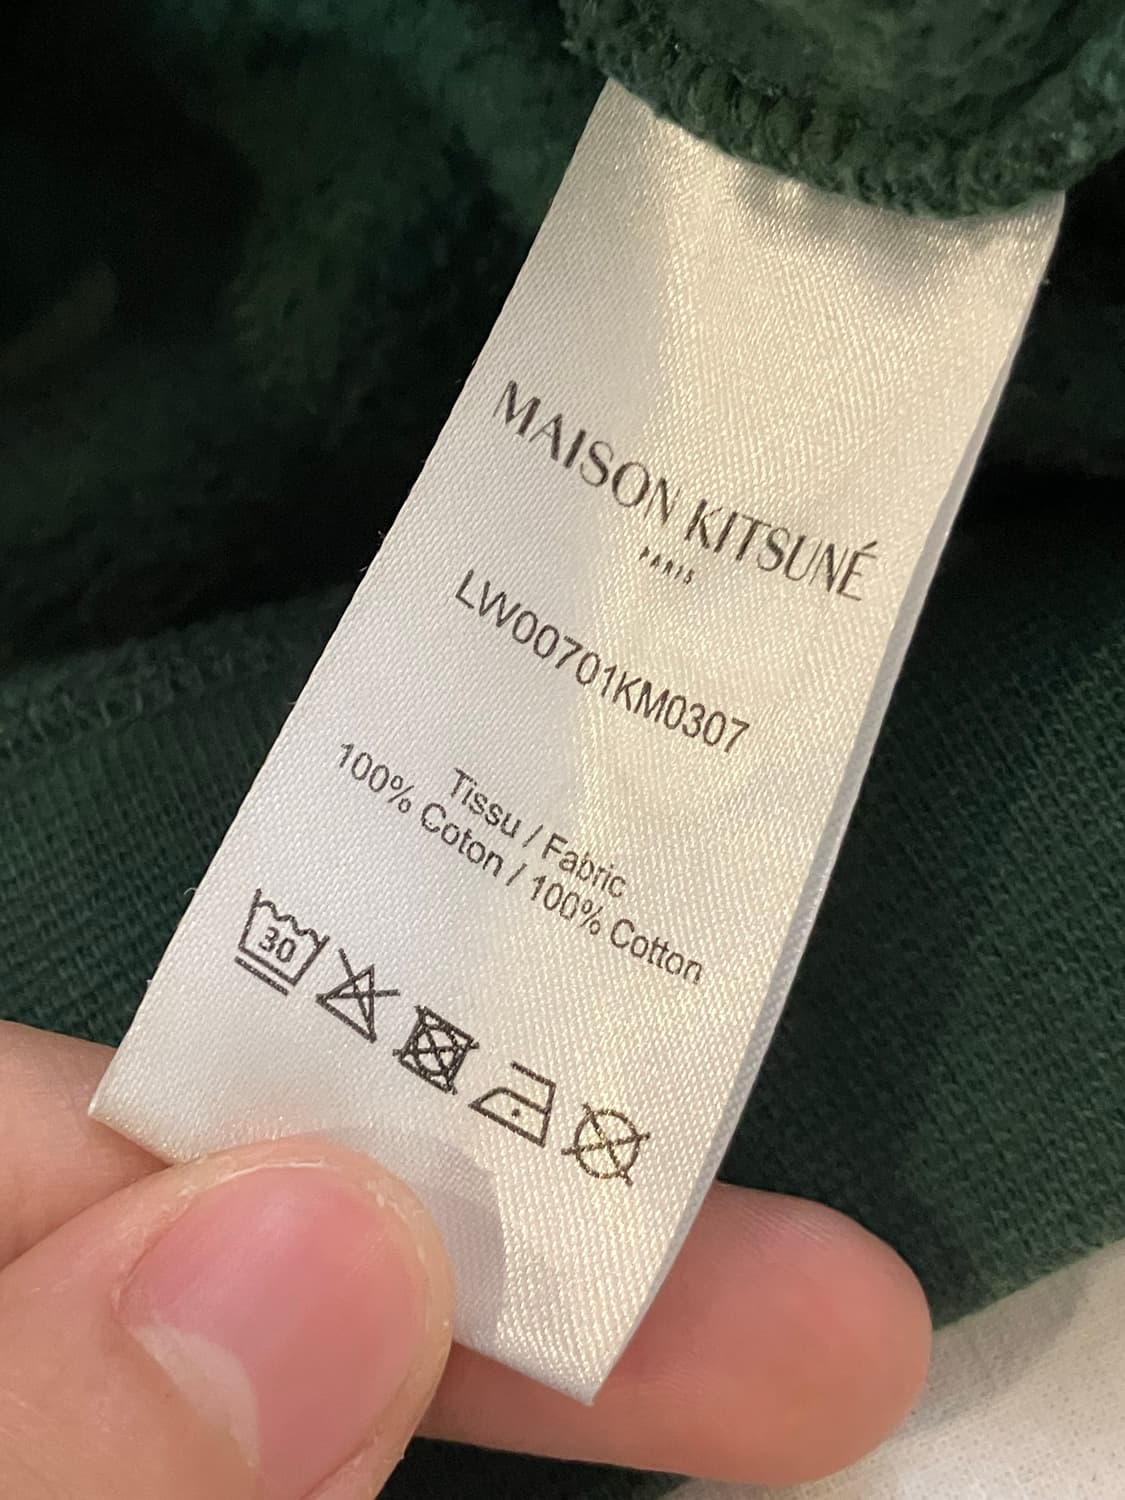 MAISON KITSUNÉ
PARIS
LW00701KM0307
Tissu / Fabric
100% Coton / 100% Cotton
30